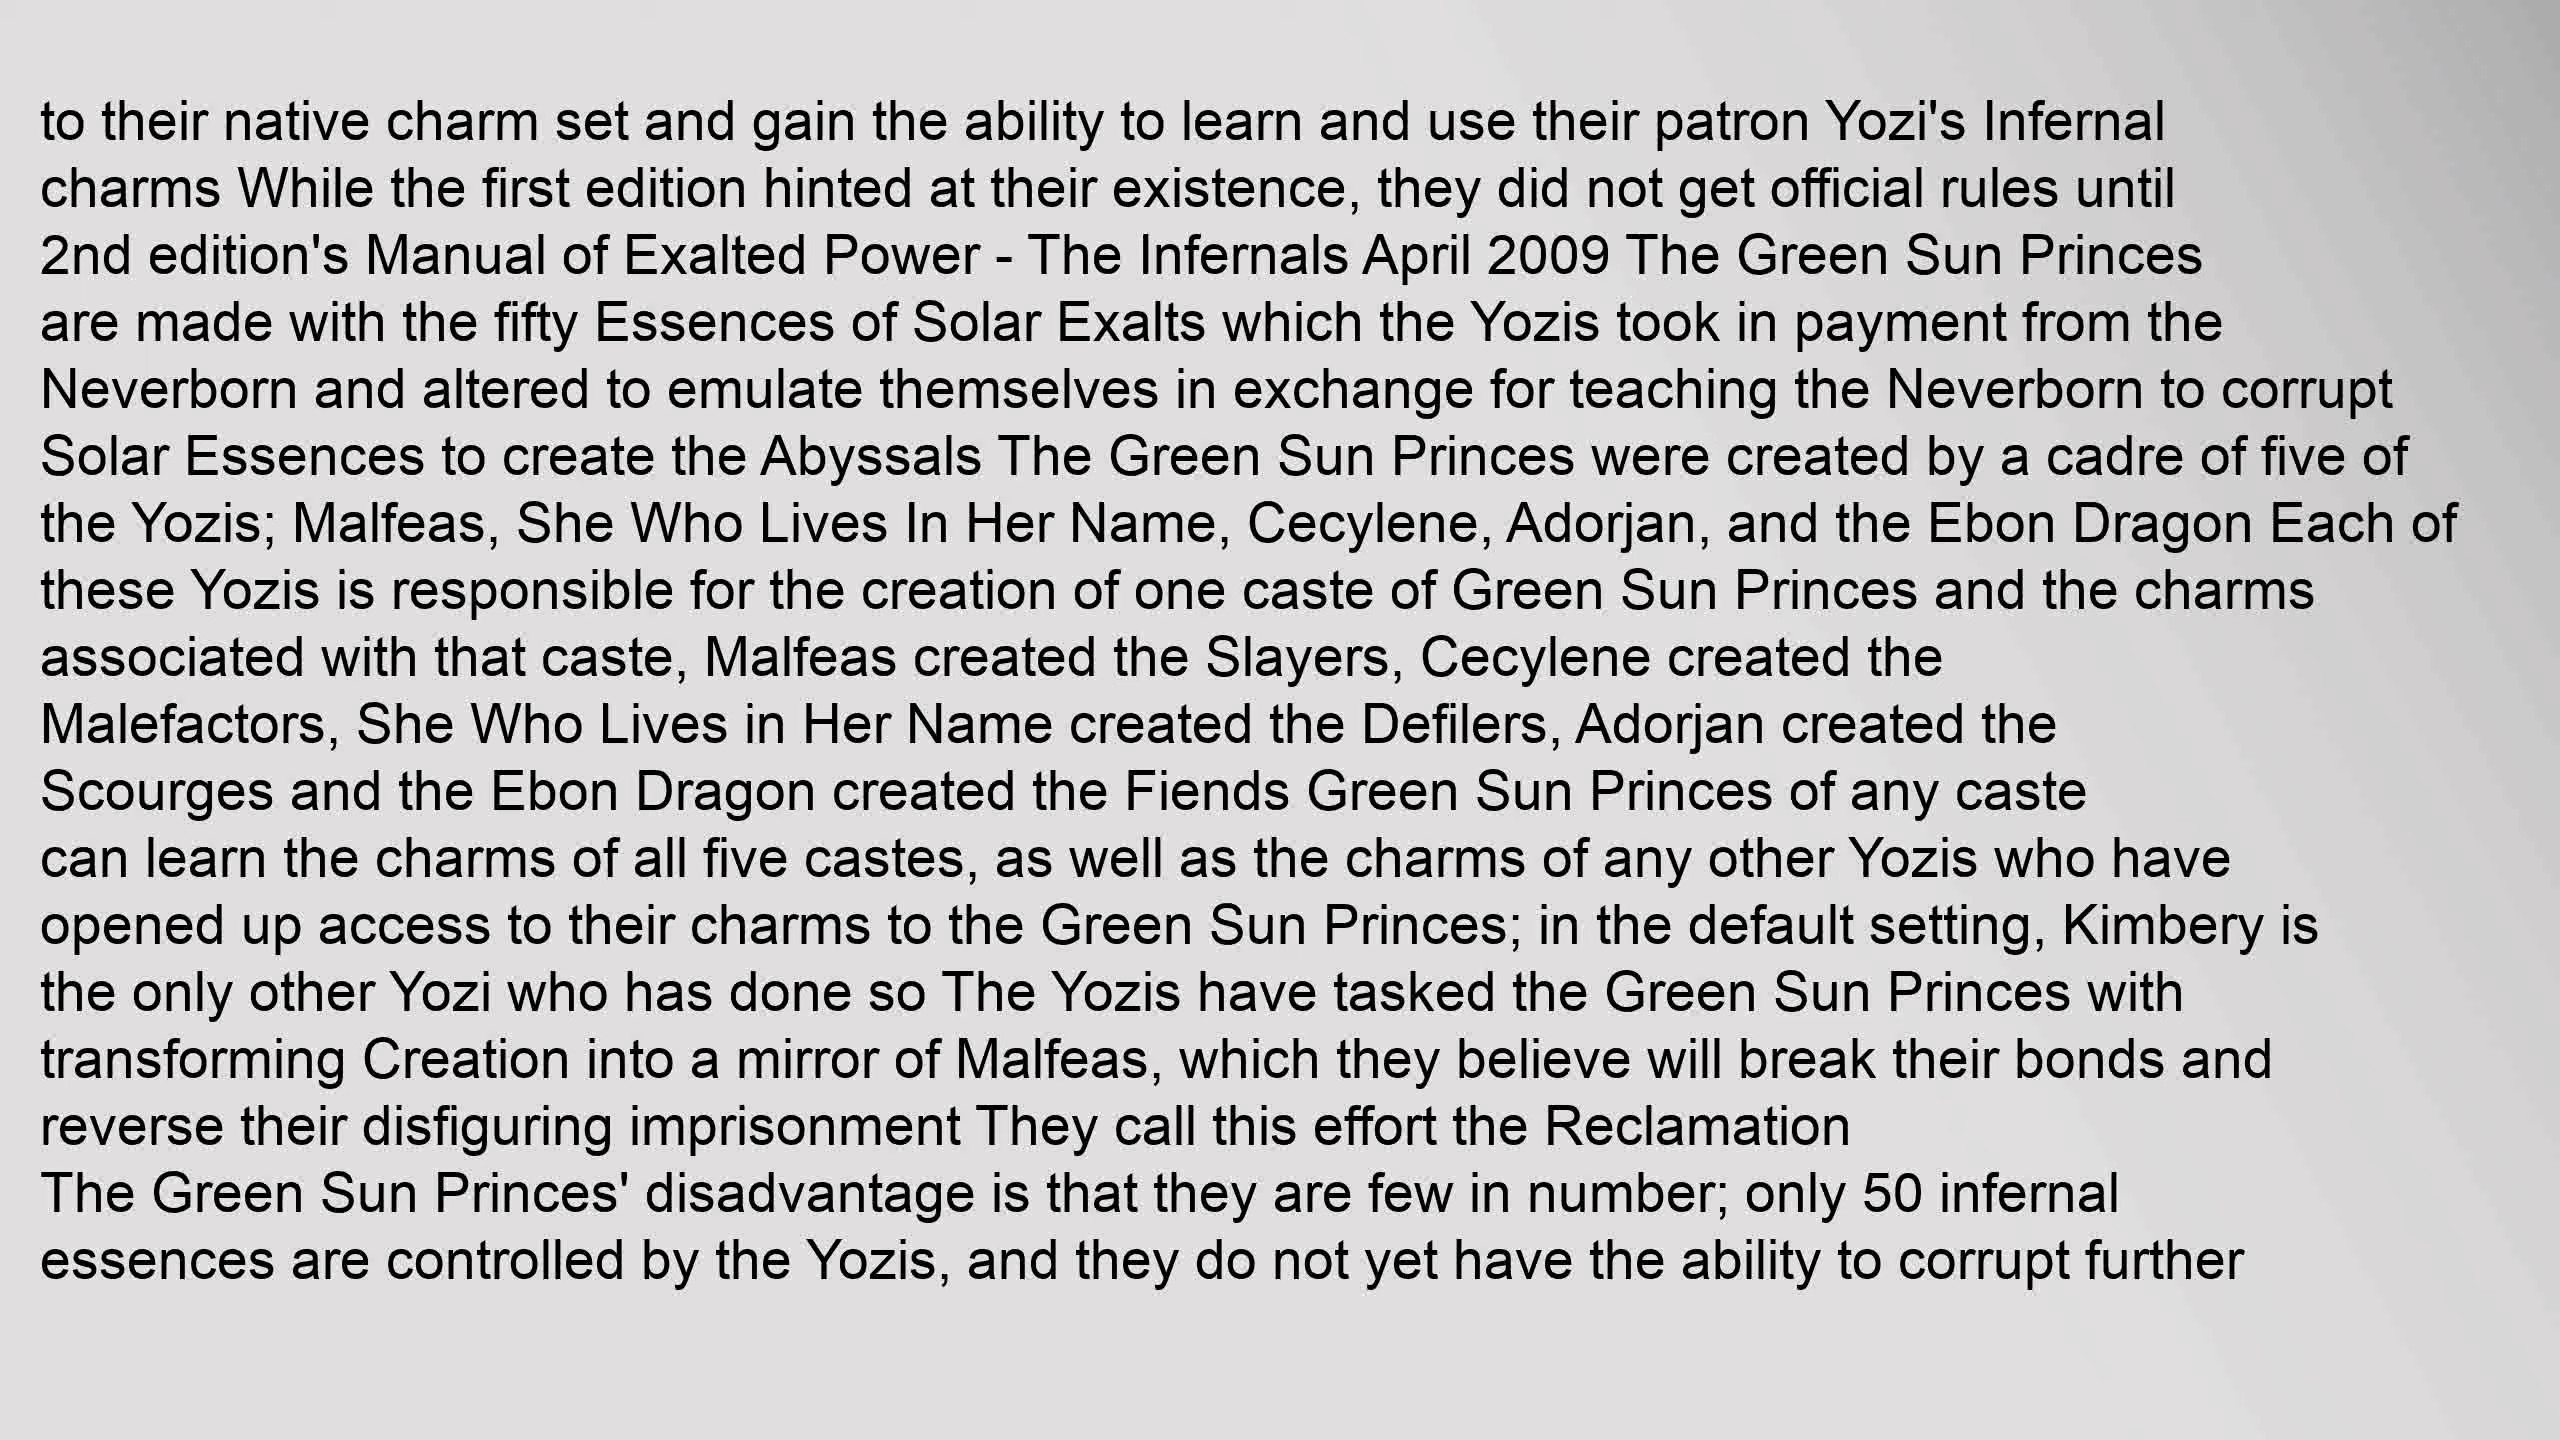 to their native charm set and gain the ability to learn and use their patron Yozi's Infernal
charms While the first edition hinted at their existence, they did not get official rules until
2nd edition's Manual of Exalted Power - The Infernals April 2009 The Green Sun Princes
are made with the fifty Essences of Solar Exalts which the Yozis took in payment from the
Neverborn and altered to emulate themselves in exchange for teaching the Neverborn to corrupt
Solar Essences to create the Abyssals The Green Sun Princes were created by a cadre of five of
the Yozis; Malfeas, She Who Lives In Her Name, Cecylene, Adorjan, and the Ebon Dragon Each of
these Yozis is responsible for the creation of one caste of Green Sun Princes and the charms
associated with that caste, Malfeas created the Slayers, Cecylene created the
Malefactors, She Who Lives in Her Name created the Defilers, Adorjan created the
Scourges and the Ebon Dragon created the Fiends Green Sun Princes of any caste
can learn the charms of all five castes, as well as the charms of any other Yozis who have
opened up access to their charms to the Green Sun Princes; in the default setting, Kimbery is
the only other Yozi who has done so The Yozis have tasked the Green Sun Princes with
transforming Creation into a mirror of Malfeas, which they believe will break their bonds and
reverse their disfiguring imprisonment They call this effort the Reclamation
The Green Sun Princes' disadvantage is that they are few in number; only 50 infernal
essences are controlled by the Yozis, and they do not yet have the ability to corrupt further